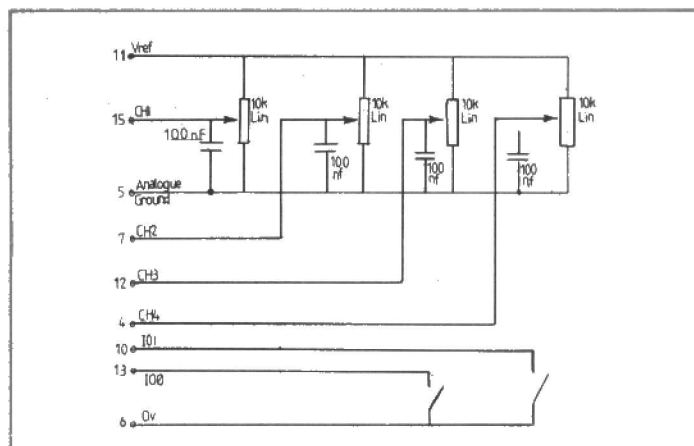 11 Vref
10k
Lin
10k
Lin
10k
Lin
10k
Lin
15 CH1
100 nF
100
nf
100
nf
100
nf
5 Analogue
Ground
7 CH2
12 CH3
4 CH4
10 IO1
13 IO0
6 0v